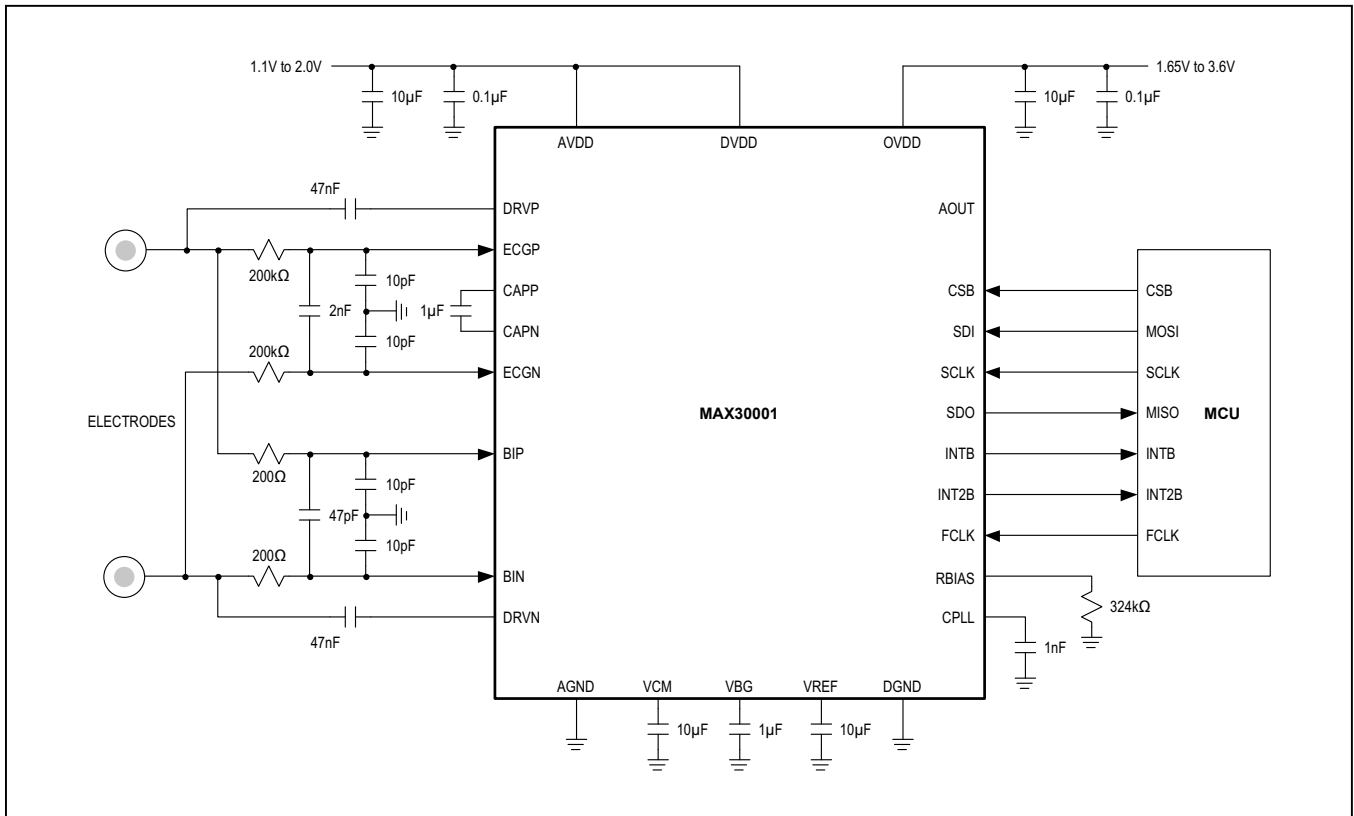 1.1V to 2.0V
1.65V to 3.6V
10µF
0.1µF
10µF
0.1µF
AVDD
DVDD
OVDD
47nF
DRVP
AOUT
ECGP
200kΩ
10pF
CAPP
CSB
CSB
2nF
1µF
CAPN
SDI
MOSI
10pF
200kΩ
ECGN
SCLK
SCLK
MAX30001
SDO
MISO
MCU
ELECTRODES
BIP
INTB
INTB
200Ω
10pF
INT2B
INT2B
47pF
10pF
FCLK
FCLK
200Ω
BIN
RBIAS
324kΩ
DRVN
CPLL
47nF
1nF
AGND
VCM
VBG
VREF
DGND
10µF
1µF
10µF